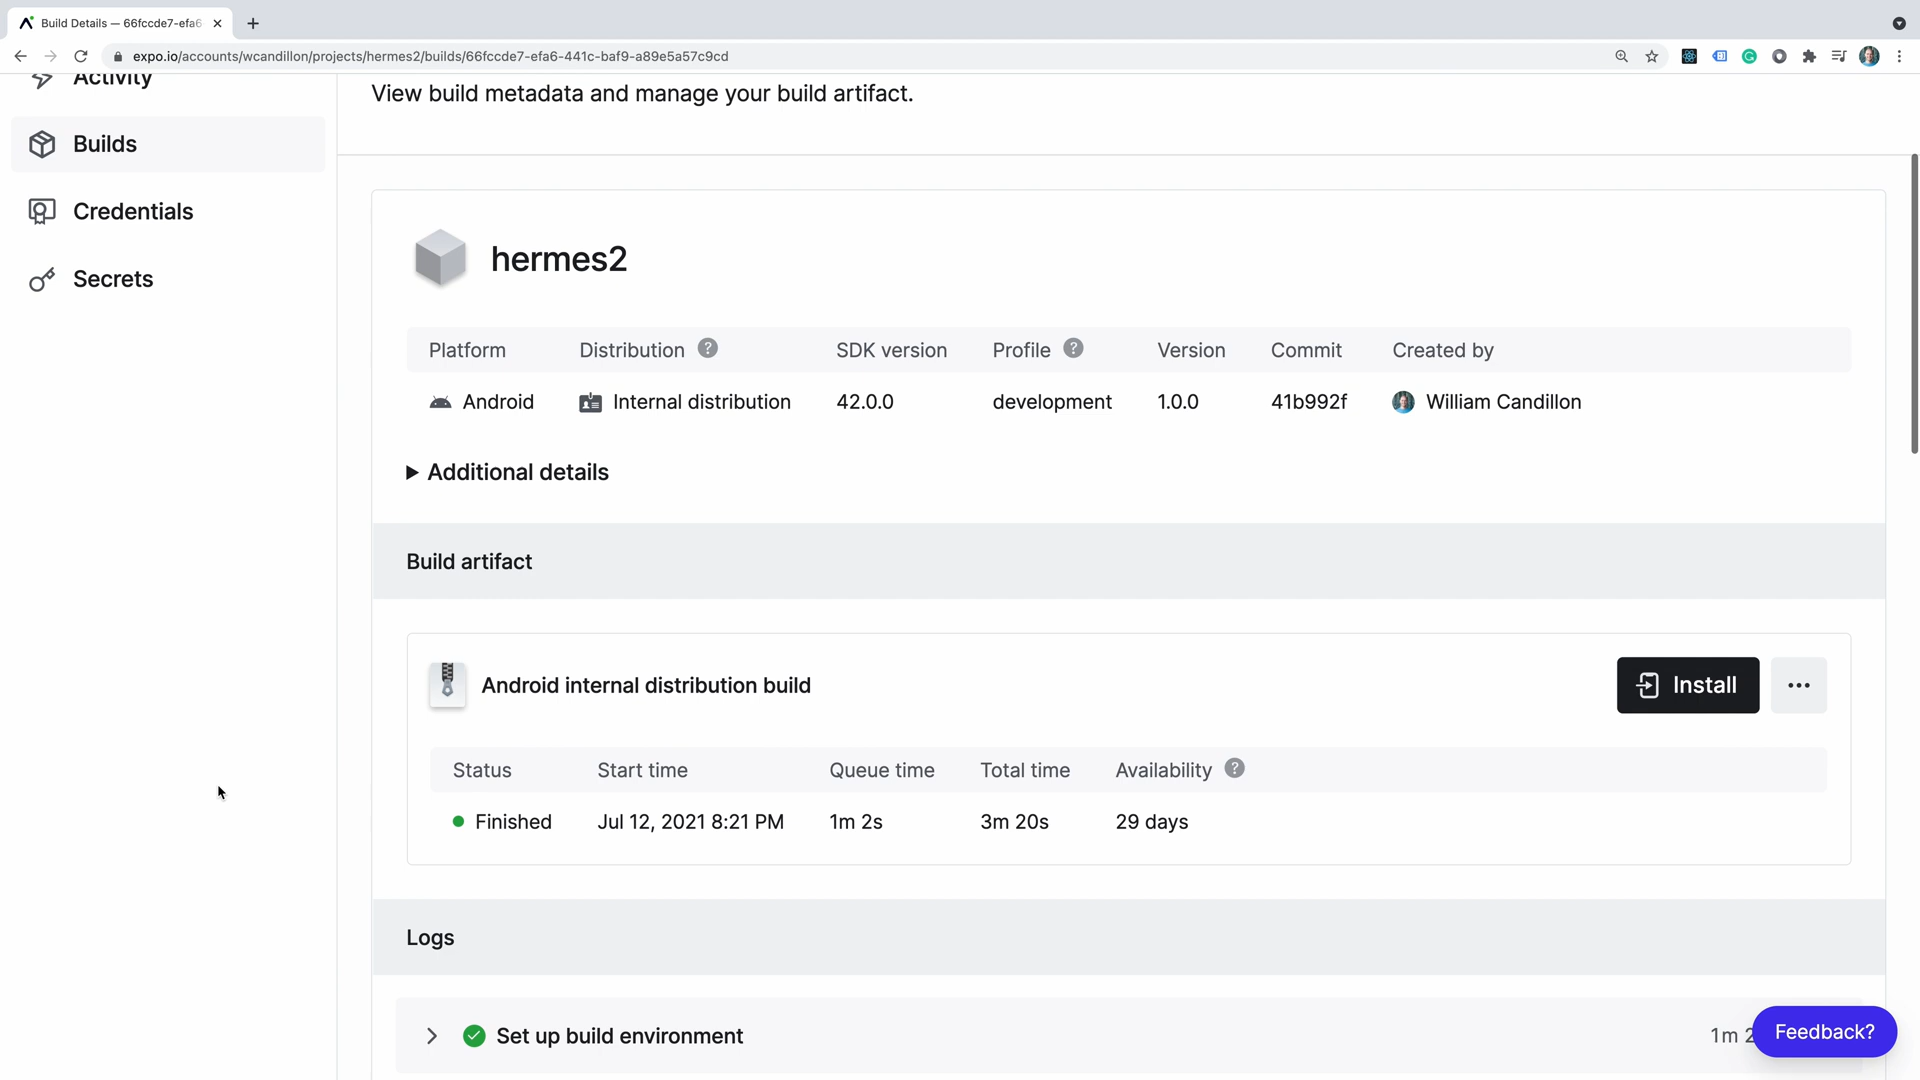 Build Details — 66fccde7-efa6
expo.io/accounts/wcandillon/projects/hermes2/builds/66fccde7-efa6-441c-baf9-a89e5a57c9cd
Activity
Builds
Credentials
Secrets
View build metadata and manage your build artifact.
hermes2
Platform Distribution ? SDK version Profile ? Version Commit Created by
Android Internal distribution 42.0.0 development 1.0.0 41b992f William Candillon
Additional details
Build artifact
Android internal distribution build
Install
Status Start time Queue time Total time Availability ?
Finished Jul 12, 2021 8:21 PM 1m 2s 3m 20s 29 days
Logs
Set up build environment
1m 2
Feedback?